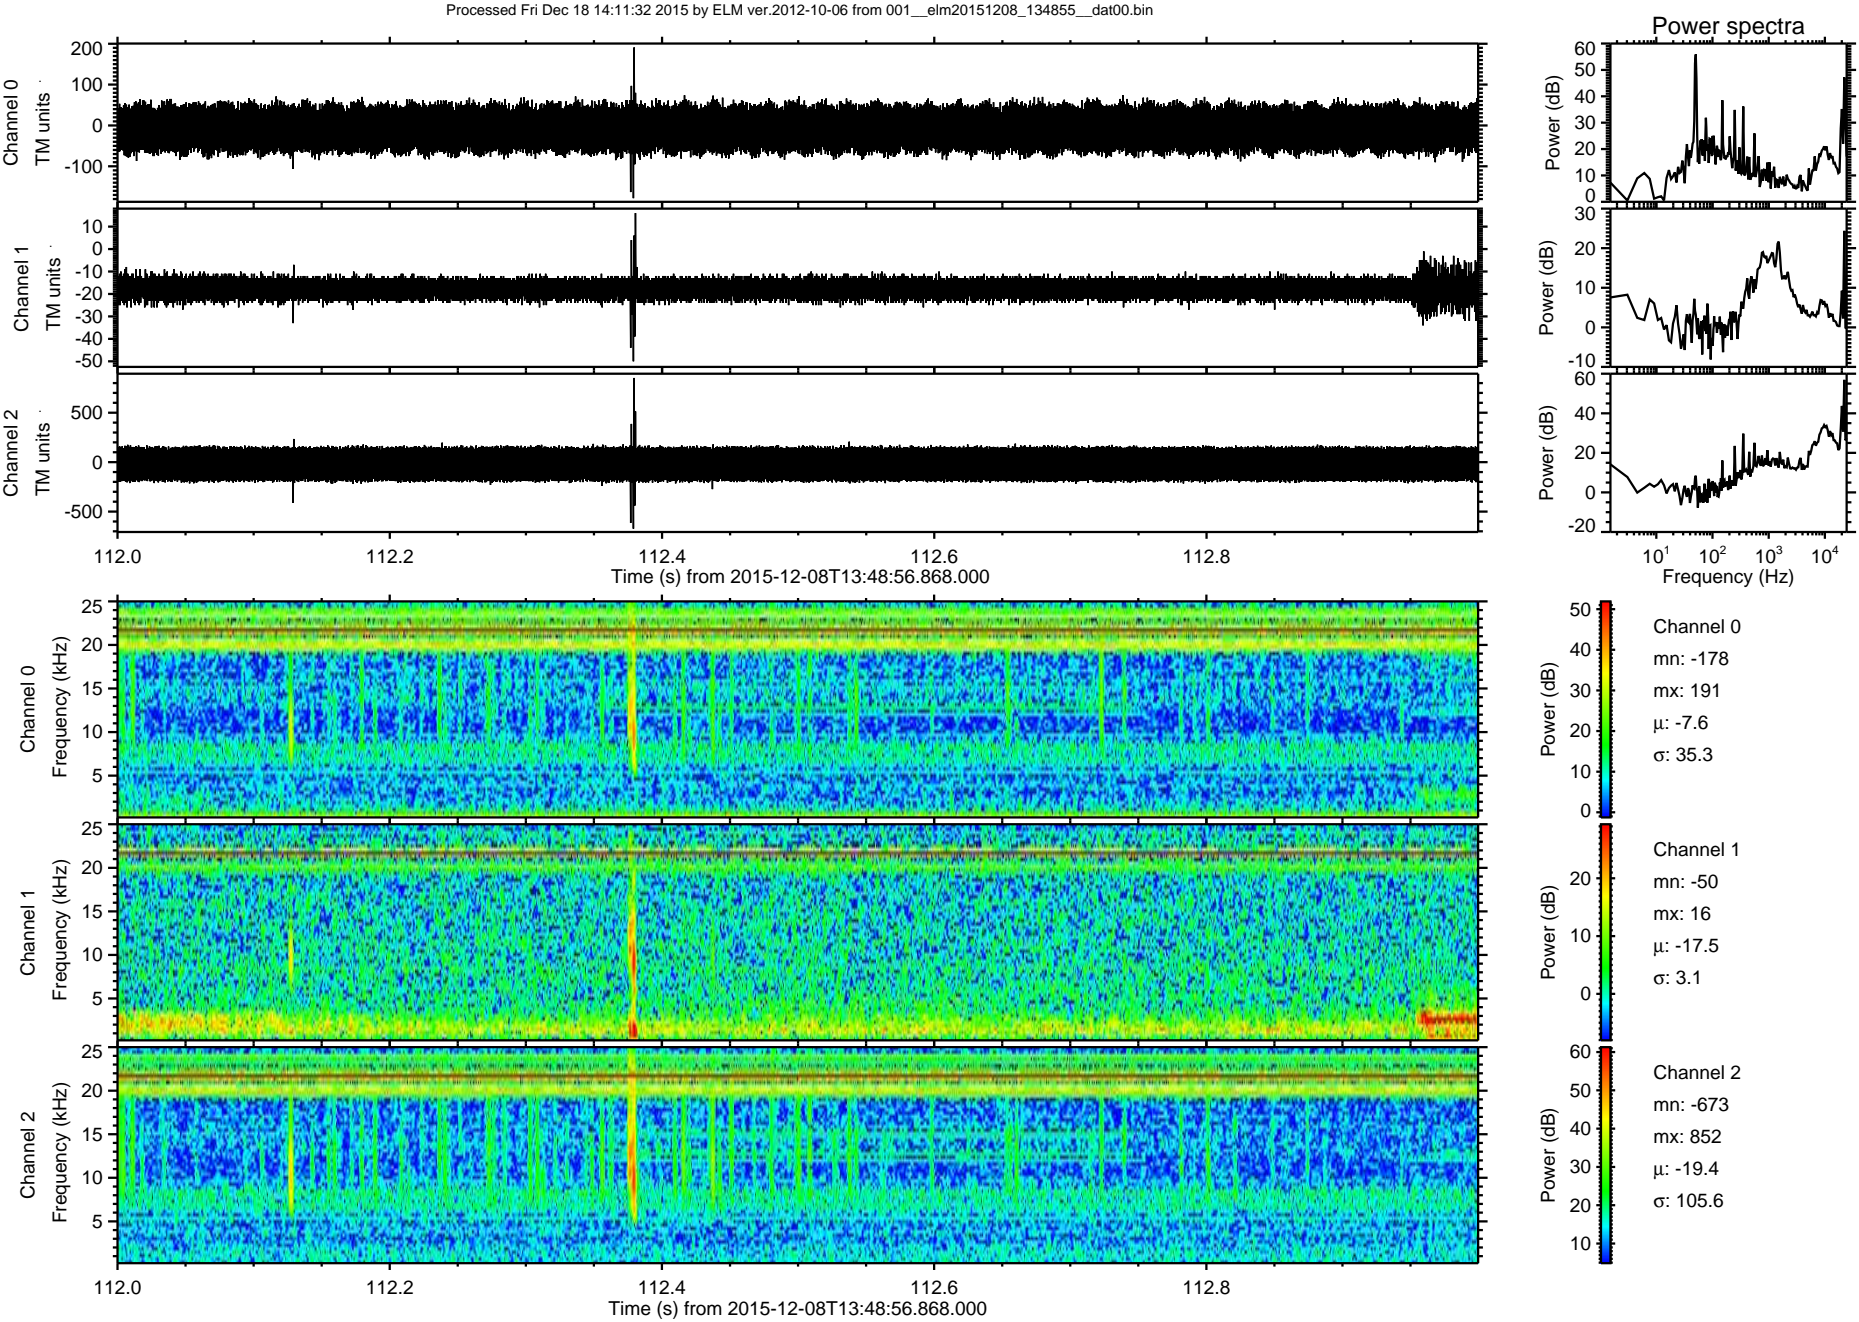 Processed Fri Dec 18 14:11:32 2015 by ELM ver.2012-10-06 from 001__elm20151208_134855__dat00.bin
Power spectra
Channel 0
TM units
200
100
0
-100
Power (dB)
60
50
40
30
20
10
0
Channel 1
TM units
10
0
-10
-20
-30
-40
-50
Power (dB)
30
20
10
0
-10
Channel 2
TM units
500
0
-500
Power (dB)
60
40
20
0
-20
112.0 112.2 112.4 112.6 112.8
Time (s) from 2015-12-08T13:48:56.868.000
10¹ 10² 10³ 10⁴
Frequency (Hz)
Channel 0
Frequency (kHz)
25
20
15
10
5
Power (dB)
50
40
30
20
10
0
Channel 0
mn: -178
mx: 191
μ: -7.6
σ: 35.3
Channel 1
Frequency (kHz)
25
20
15
10
5
Power (dB)
20
10
0
Channel 1
mn: -50
mx: 16
μ: -17.5
σ: 3.1
Channel 2
Frequency (kHz)
25
20
15
10
5
Power (dB)
60
50
40
30
20
10
Channel 2
mn: -673
mx: 852
μ: -19.4
σ: 105.6
112.0 112.2 112.4 112.6 112.8
Time (s) from 2015-12-08T13:48:56.868.000